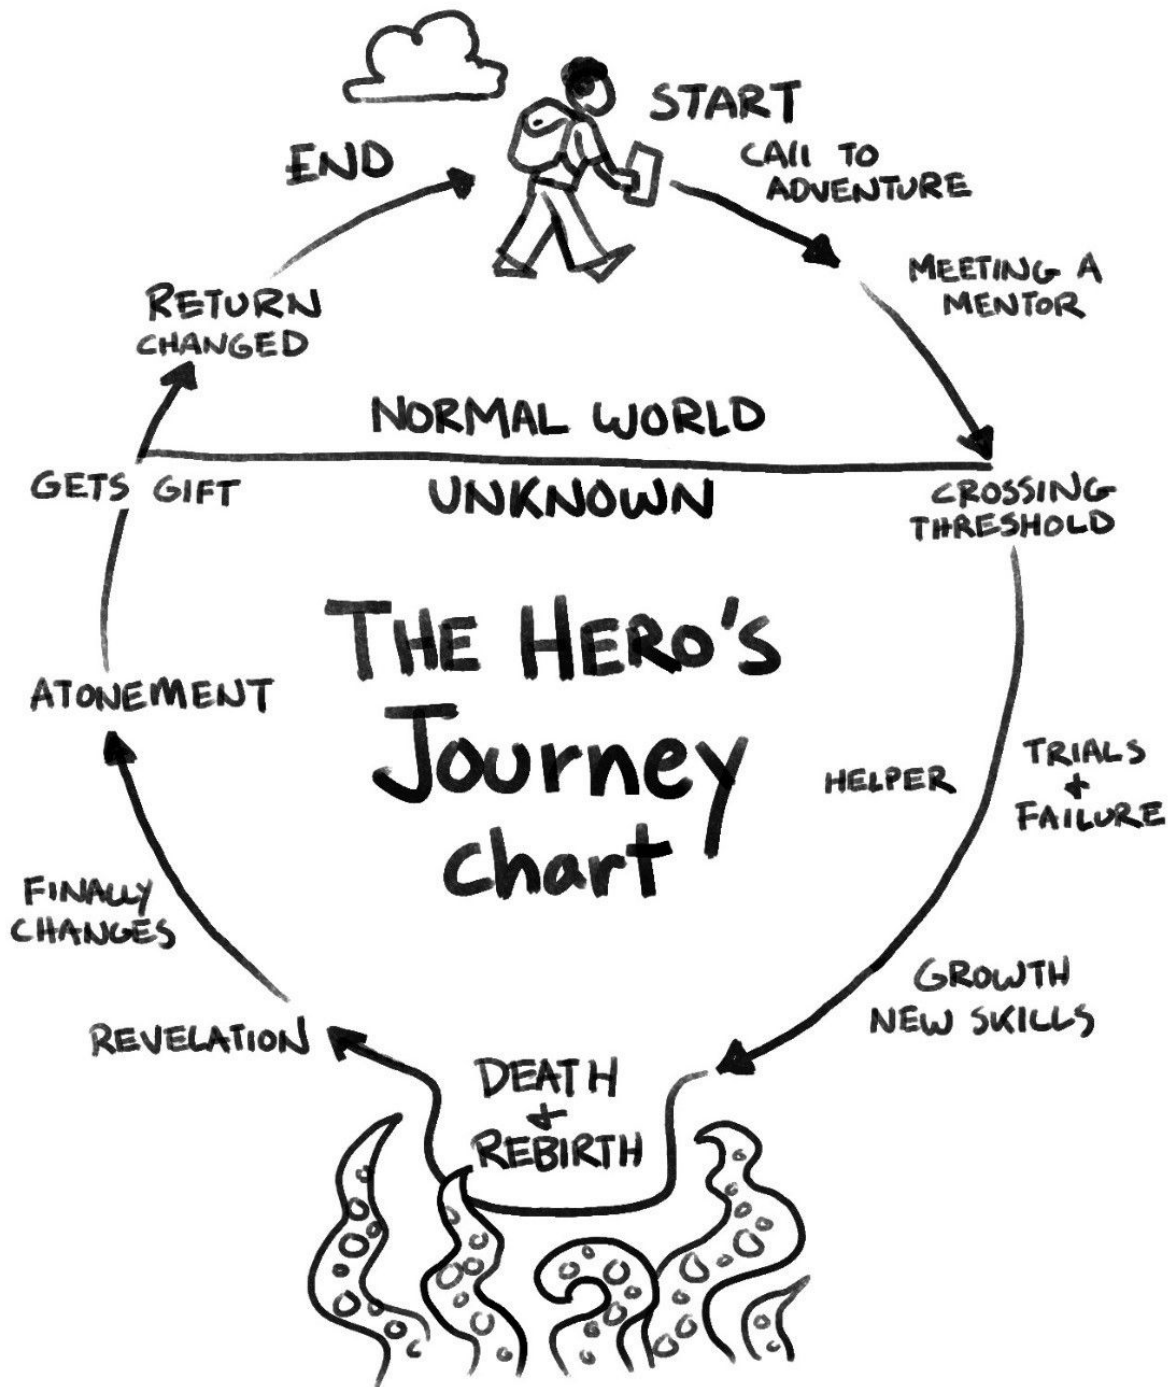 START
CALL TO
ADVENTURE
MEETING A
MENTOR
CROSSING
THRESHOLD
HELPER
TRIALS
+
FAILURE
GROWTH
NEW SKILLS
DEATH
+
REBIRTH
REVELATION
FINALLY
CHANGES
ATONEMENT
GETS GIFT
RETURN
CHANGED
END
NORMAL WORLD
UNKNOWN
THE HERO'S
Journey
chart